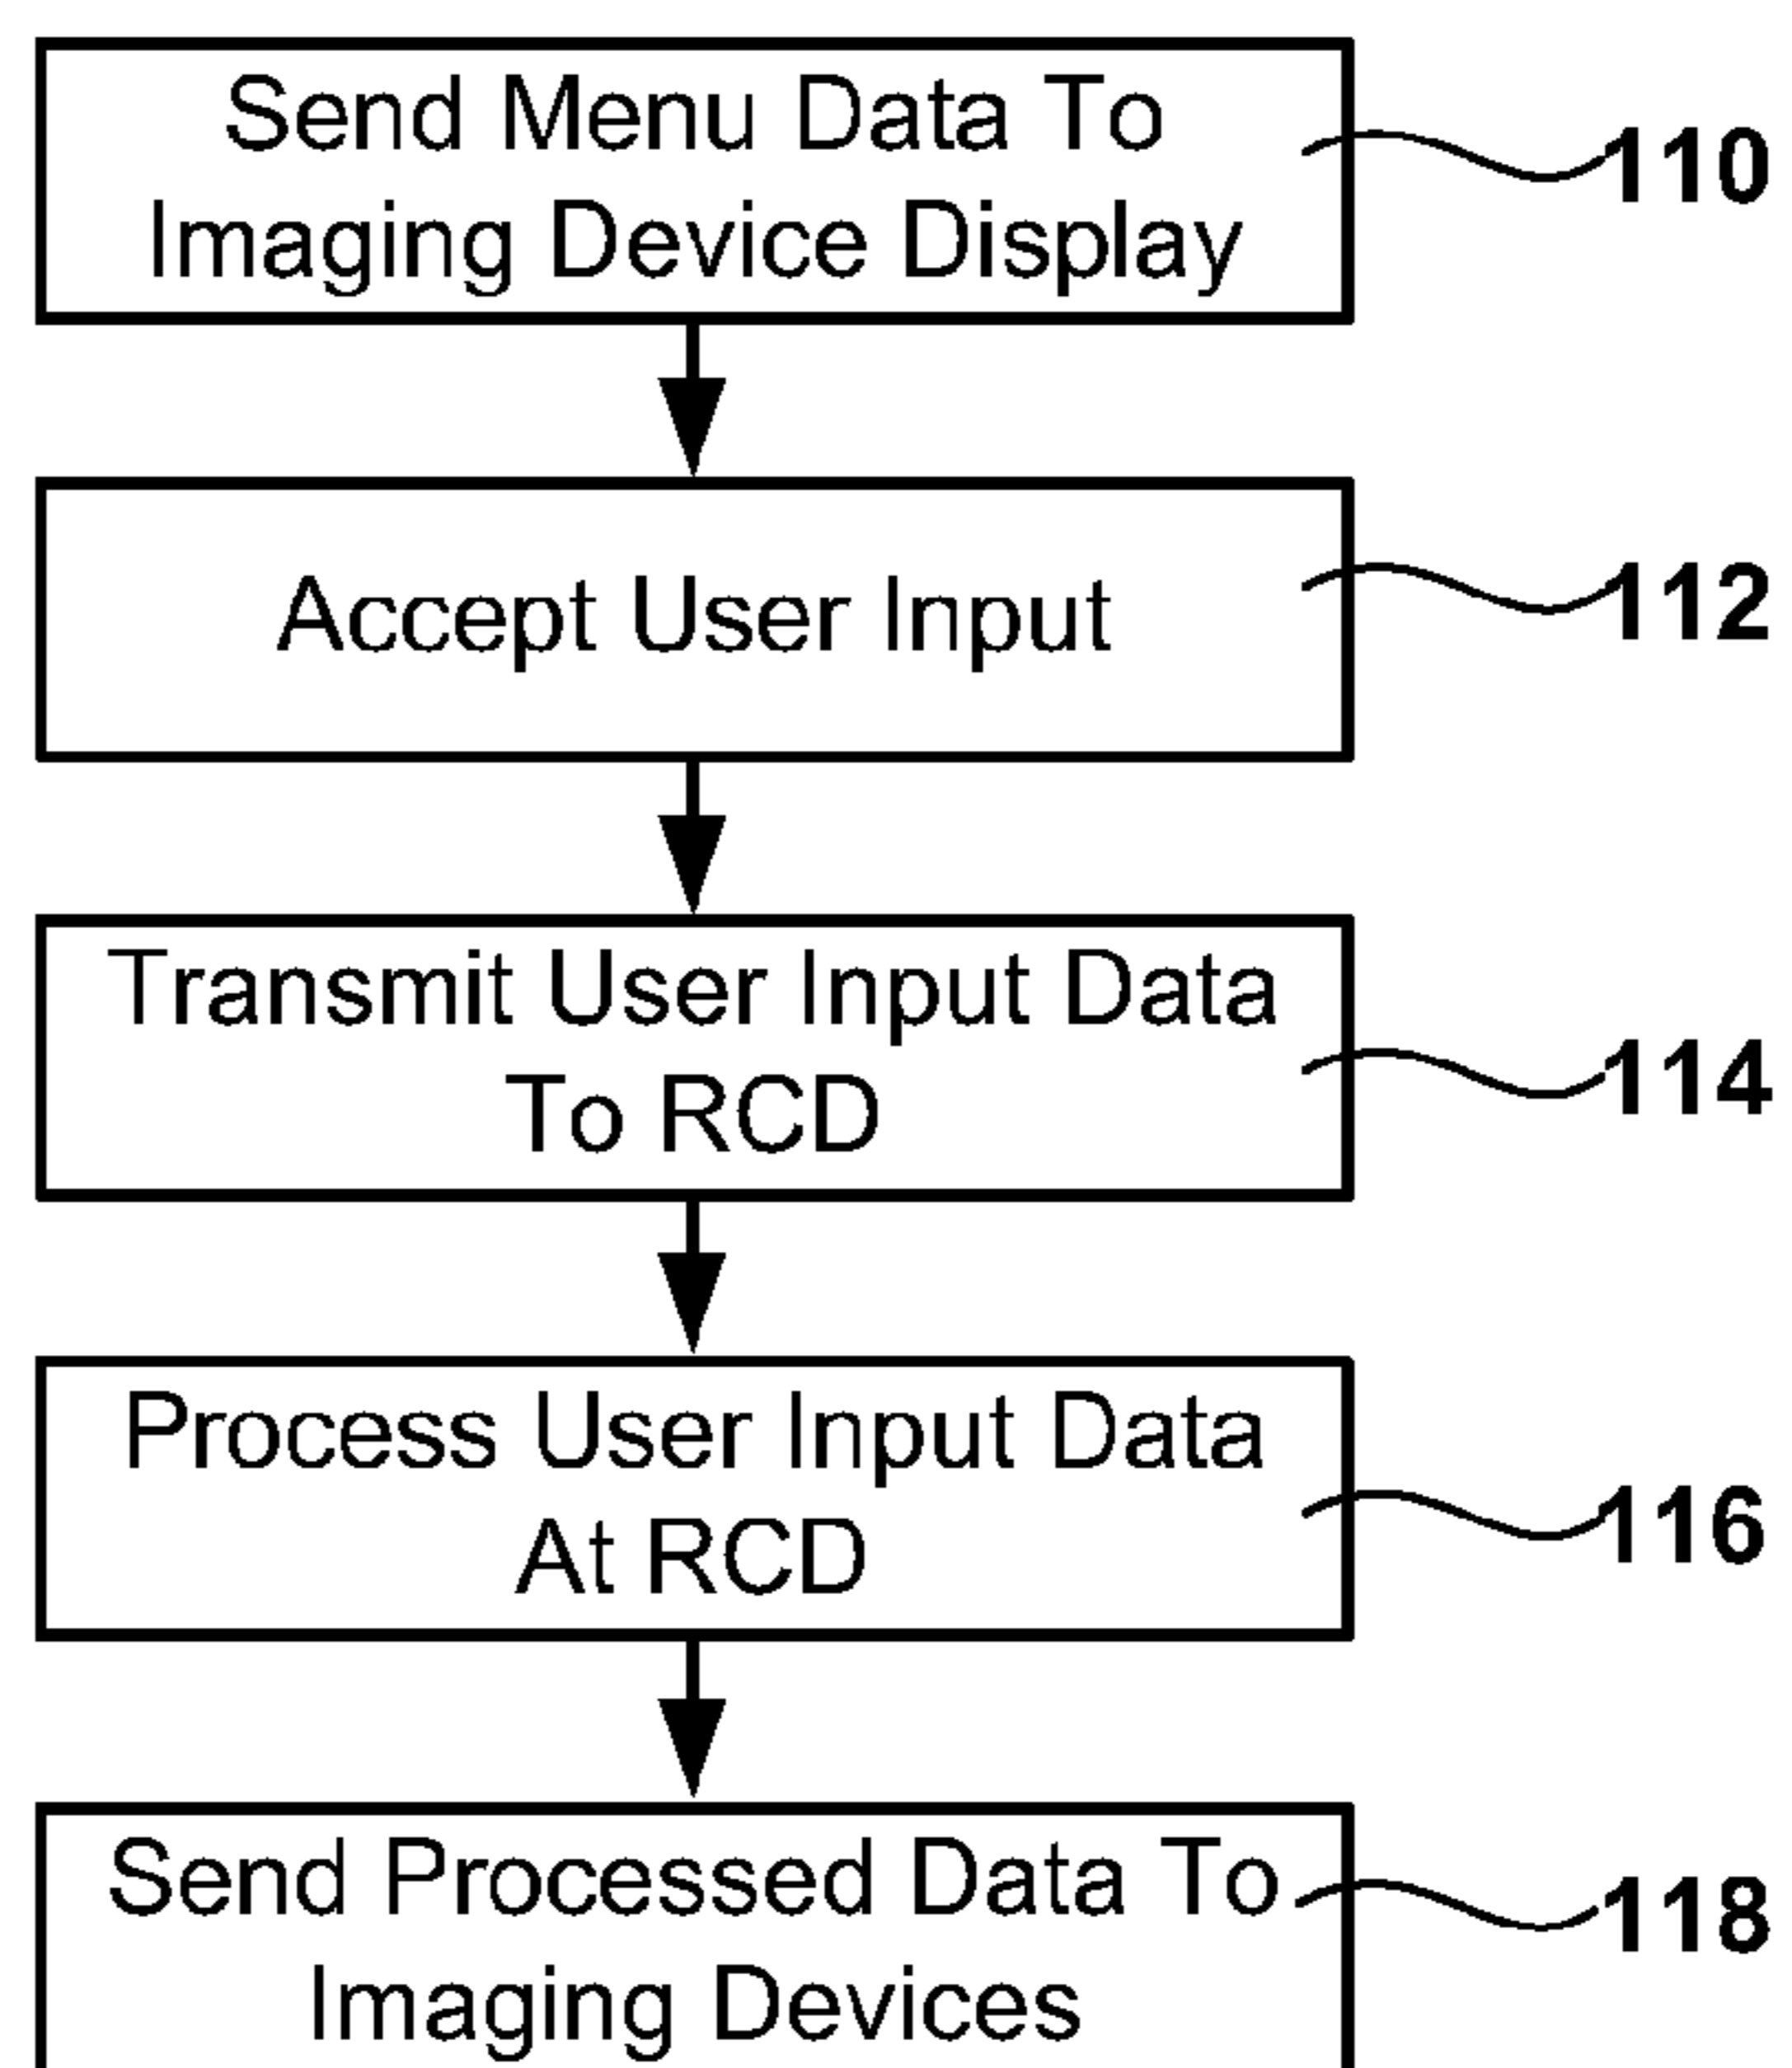 Send Menu Data To
Imaging Device Display
110
Accept User Input
112
Transmit User Input Data
To RCD
114
Process User Input Data
At RCD
116
Send Processed Data To
Imaging Devices
118